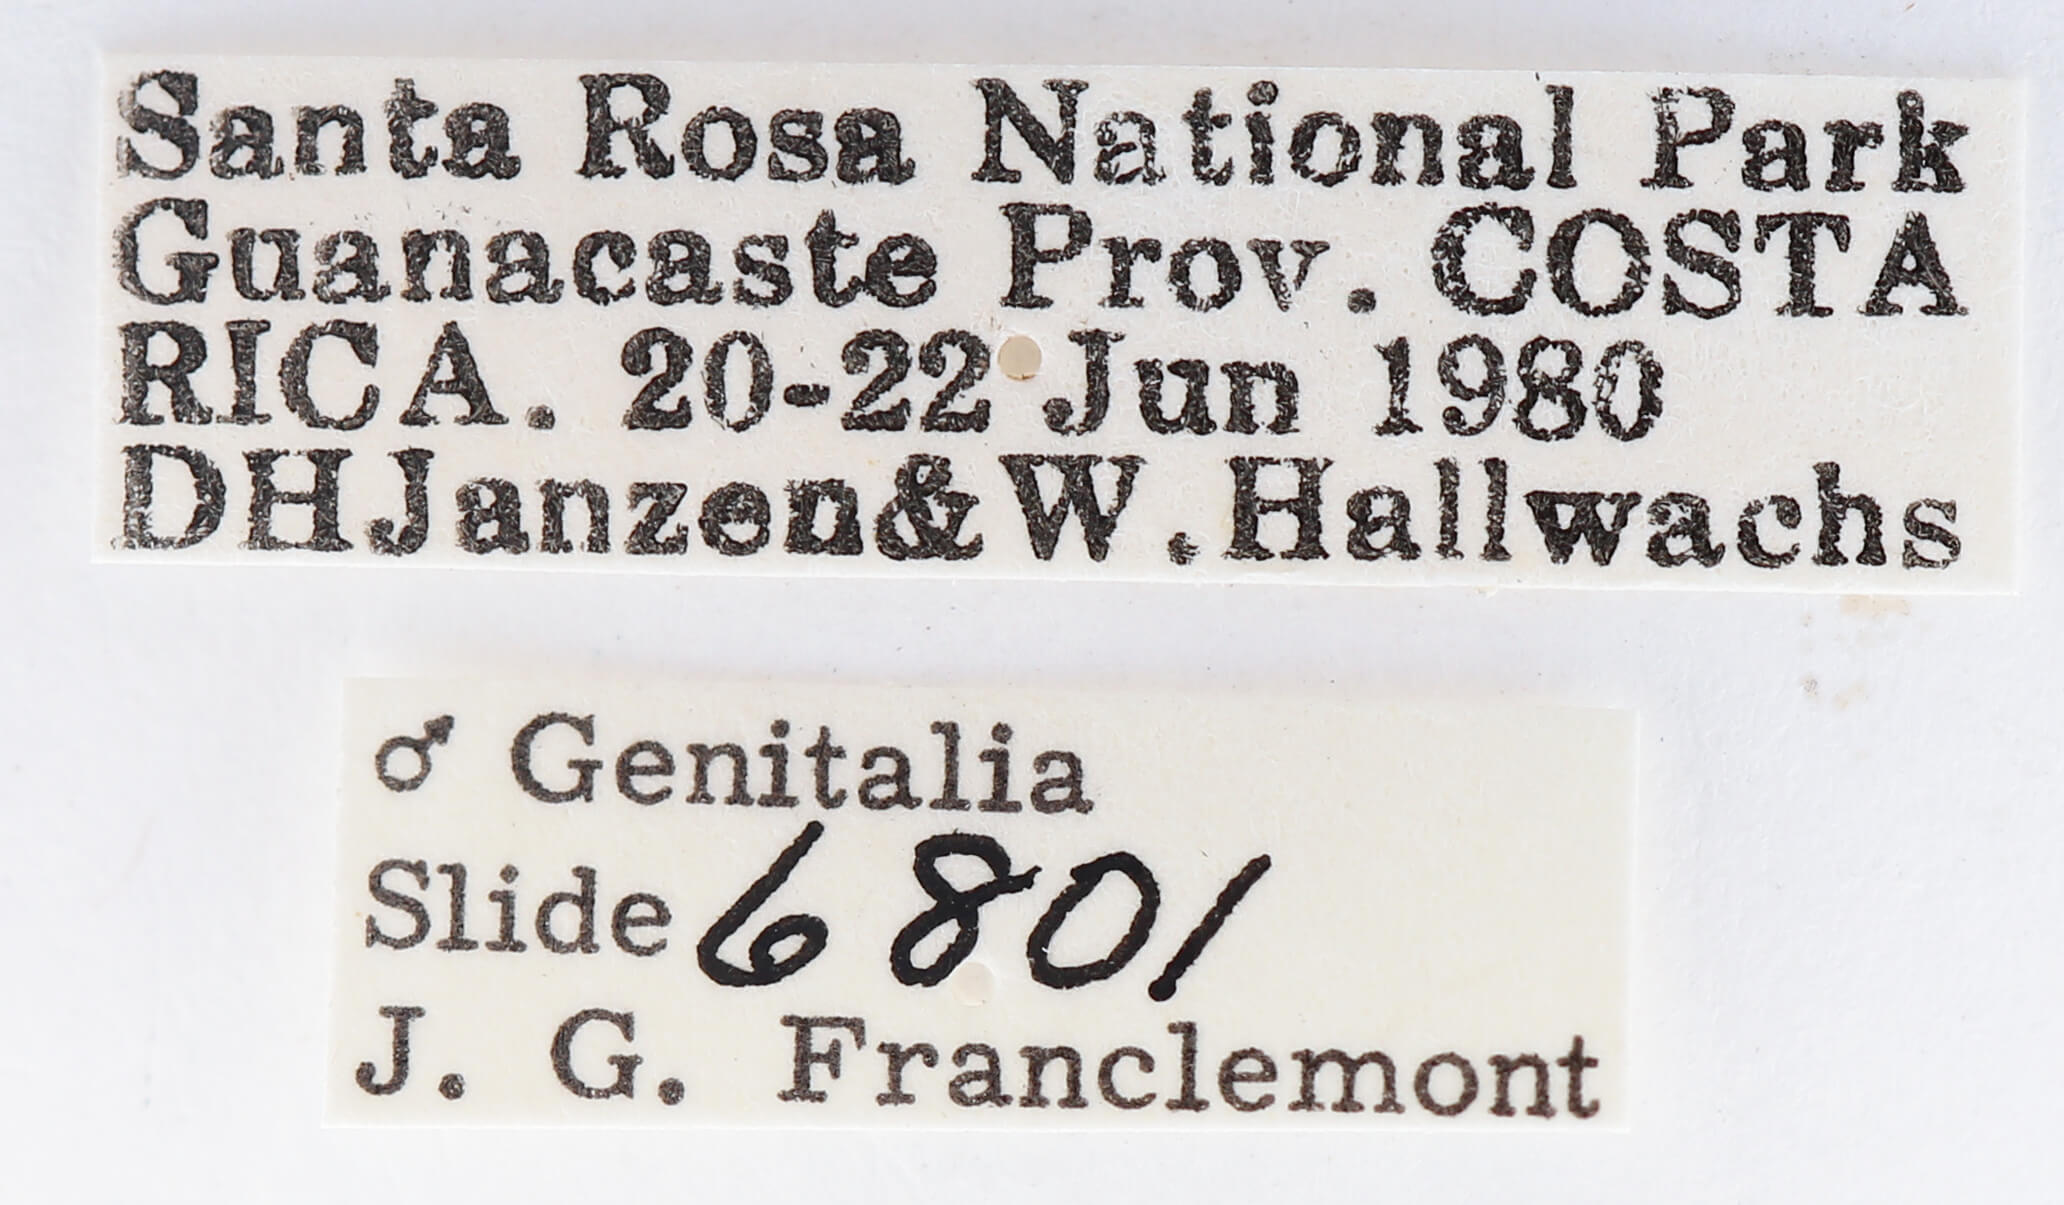 Santa Rosa National Park
Guanacaste Prov. COSTA
RICA. 20-22 Jun 1980
DHJanzen&W.Hallwachs
♂ Genitalia
Slide 6801
J. G. Franclemont